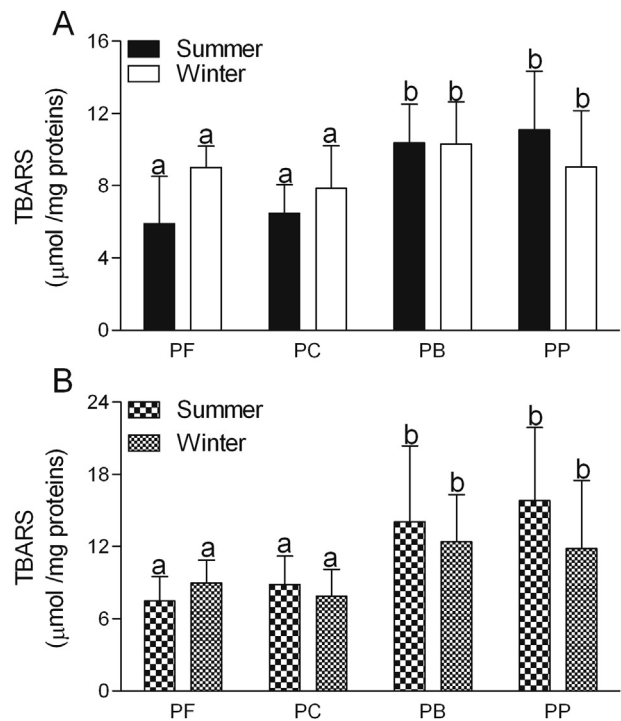 A
16
12
8
4
0
TBARS
(μmol /mg proteins)
Summer
Winter
a
a
a
a
b
b
b
b
PF
PC
PB
PP
B
24
18
12
6
0
TBARS
(μmol /mg proteins)
Summer
Winter
a
a
a
a
b
b
b
b
PF
PC
PB
PP